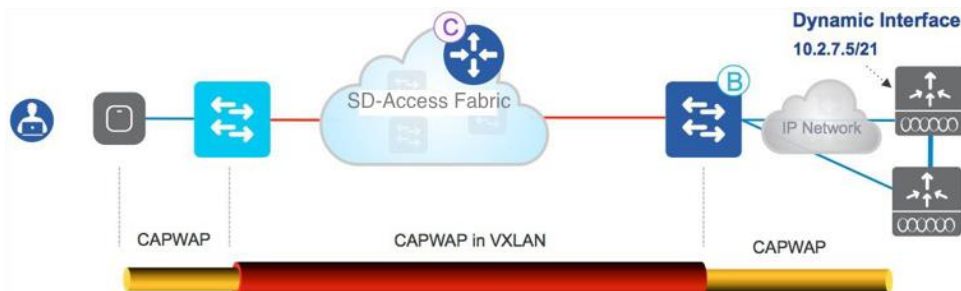 Dynamic Interface
10.2.7.5/21
C
SD-Access Fabric
B
IP Network
CAPWAP
CAPWAP in VXLAN
CAPWAP